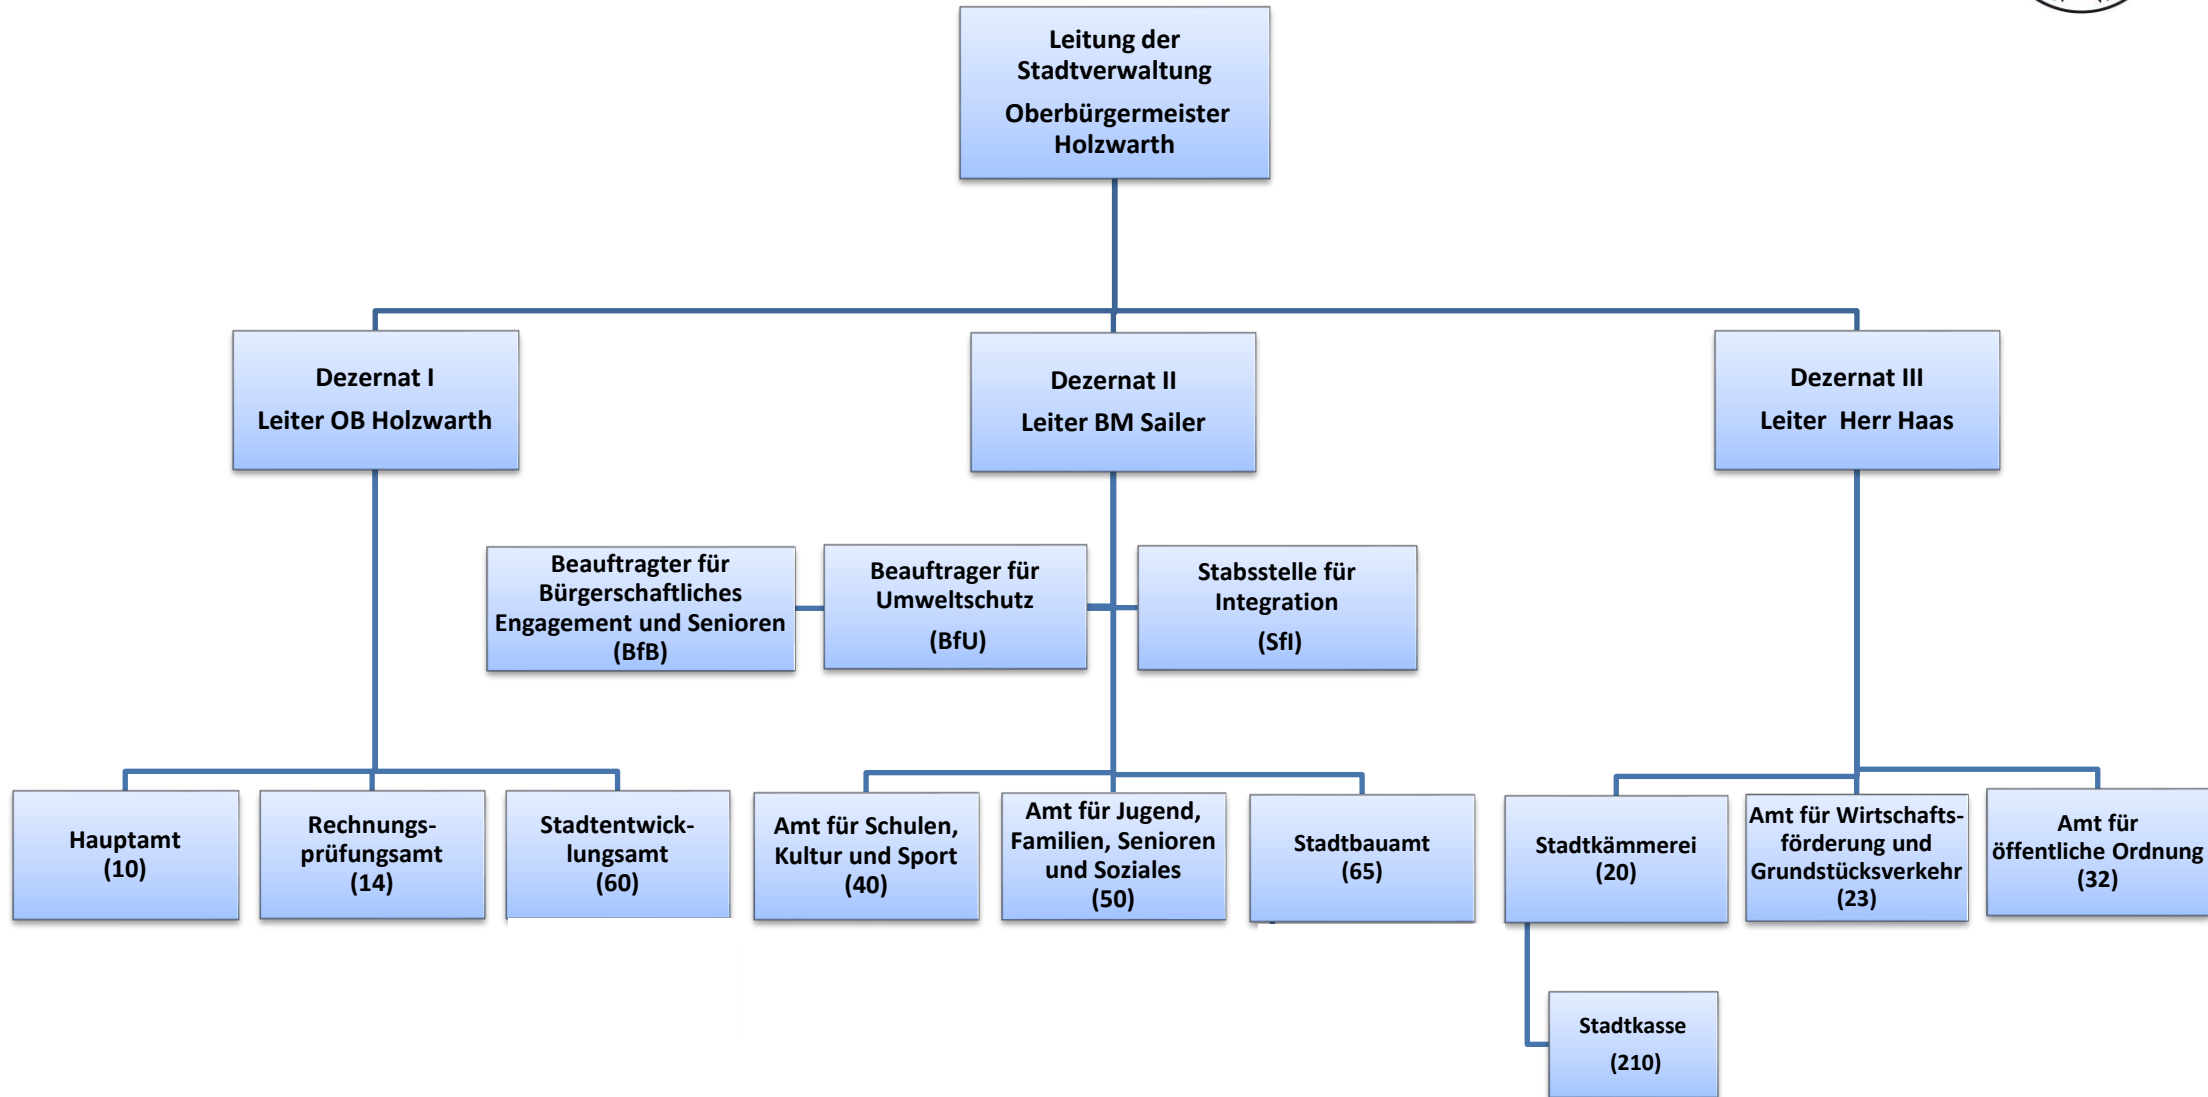 Leitung der
Stadtverwaltung
Oberbürgermeister
Holzwarth
Dezernat I
Leiter OB Holzwarth
Dezernat II
Leiter BM Sailer
Dezernat III
Leiter Herr Haas
Beauftragter für
Bürgerschaftliches
Engagement und Senioren
(BfB)
Beauftrager für
Umweltschutz
(BfU)
Stabsstelle für
Integration
(SfI)
Hauptamt
(10)
Rechnungs-
prüfungsamt
(14)
Stadtentwick-
lungsamt
(60)
Amt für Schulen,
Kultur und Sport
(40)
Amt für Jugend,
Familien, Senioren
und Soziales
(50)
Stadtbauamt
(65)
Stadtkämmerei
(20)
Amt für Wirtschafts-
förderung und
Grundstücksverkehr
(23)
Amt für
öffentliche Ordnung
(32)
Stadtkasse
(210)